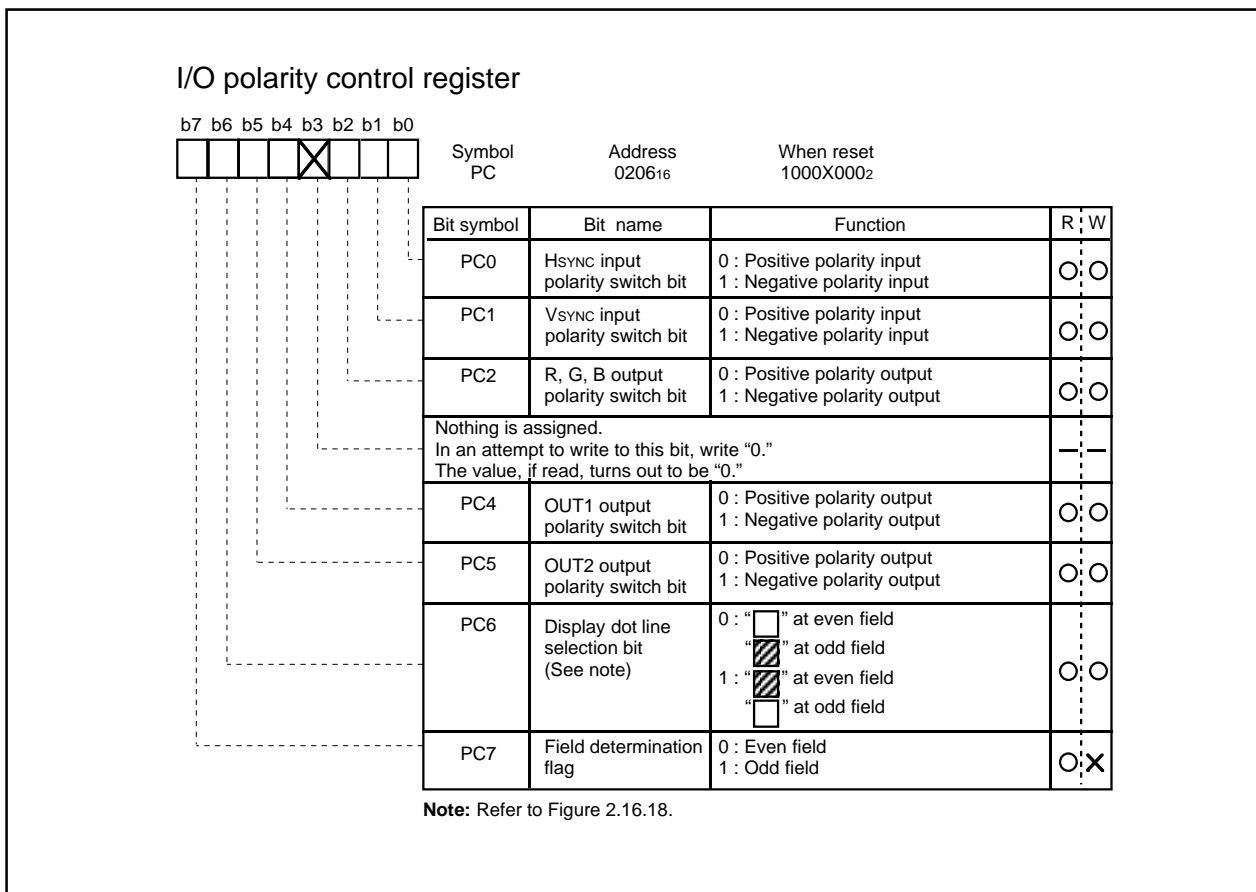 I/O polarity control register
b7 b6 b5 b4 b3 b2 b1 b0
Symbol Address When reset
PC 020616 1000X0002
Bit symbol Bit name Function R W
PC0 HSYNC input 0 : Positive polarity input
polarity switch bit 1 : Negative polarity input
PC1 VSYNC input 0 : Positive polarity input
polarity switch bit 1 : Negative polarity input
PC2 R, G, B output 0 : Positive polarity output
polarity switch bit 1 : Negative polarity output
Nothing is assigned.
In an attempt to write to this bit, write “0.”
The value, if read, turns out to be “0.”
PC4 OUT1 output 0 : Positive polarity output
polarity switch bit 1 : Negative polarity output
PC5 OUT2 output 0 : Positive polarity output
polarity switch bit 1 : Negative polarity output
PC6 Display dot line 0 : “ ” at even field
selection bit “ ” at odd field
(See note) 1 : “ ” at even field
“ ” at odd field
PC7 Field determination 0 : Even field
flag 1 : Odd field
Note: Refer to Figure 2.16.18.